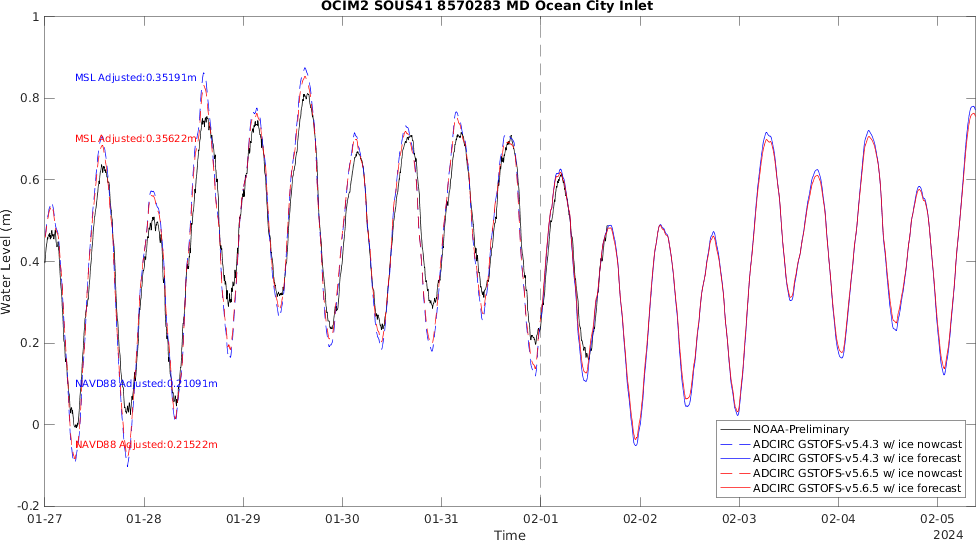 OCIM2 SOUS41 8570283 MD Ocean City Inlet
Water Level (m)
1
0.8
0.6
0.4
0.2
0
-0.2
MSL Adjusted:0.35191m
MSL Adjusted:0.35622m
NAVD88 Adjusted:0.21091m
NAVD88 Adjusted:0.21522m
NOAA-Preliminary
ADCIRC GSTOFS-v5.4.3 w/ ice nowcast
ADCIRC GSTOFS-v5.4.3 w/ ice forecast
ADCIRC GSTOFS-v5.6.5 w/ ice nowcast
ADCIRC GSTOFS-v5.6.5 w/ ice forecast
01-27 01-28 01-29 01-30 01-31 02-01 02-02 02-03 02-04 02-05
Time
2024